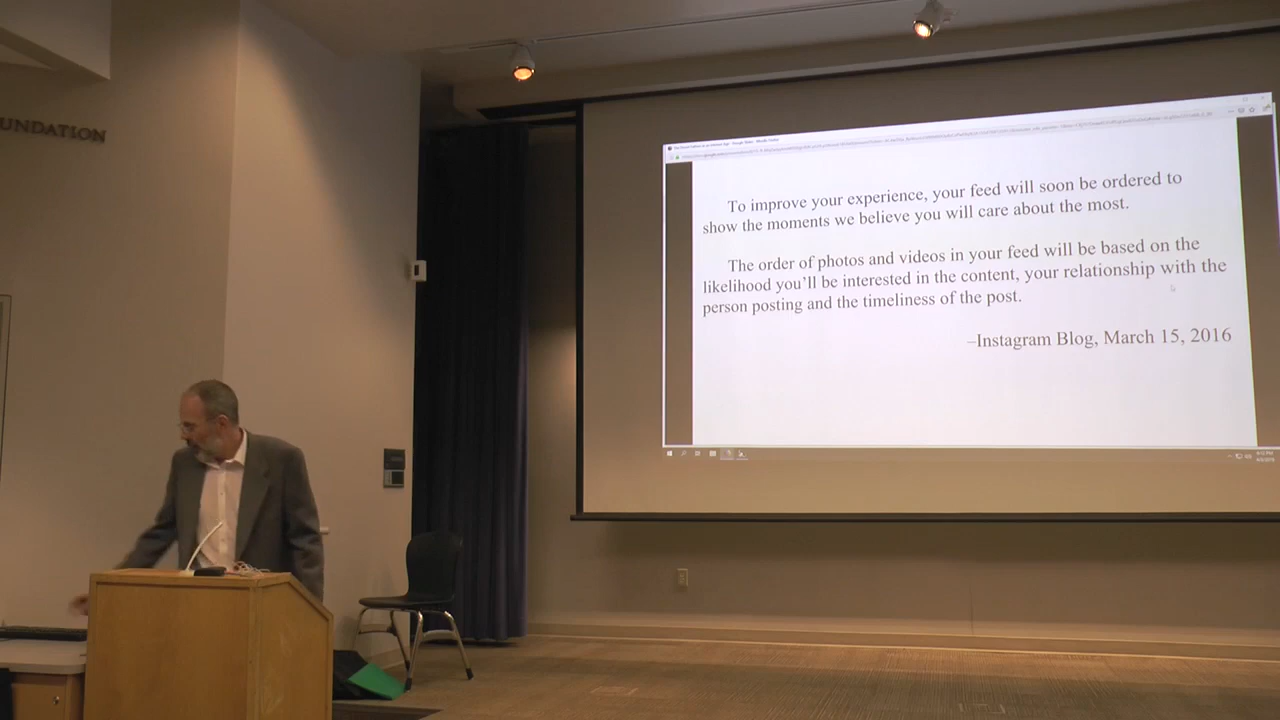 UNDATION
To improve your experience, your feed will soon be ordered to
show the moments we believe you will care about the most.
The order of photos and videos in your feed will be based on the
likelihood you'll be interested in the content, your relationship with the
person posting and the timeliness of the post.
–Instagram Blog, March 15, 2016